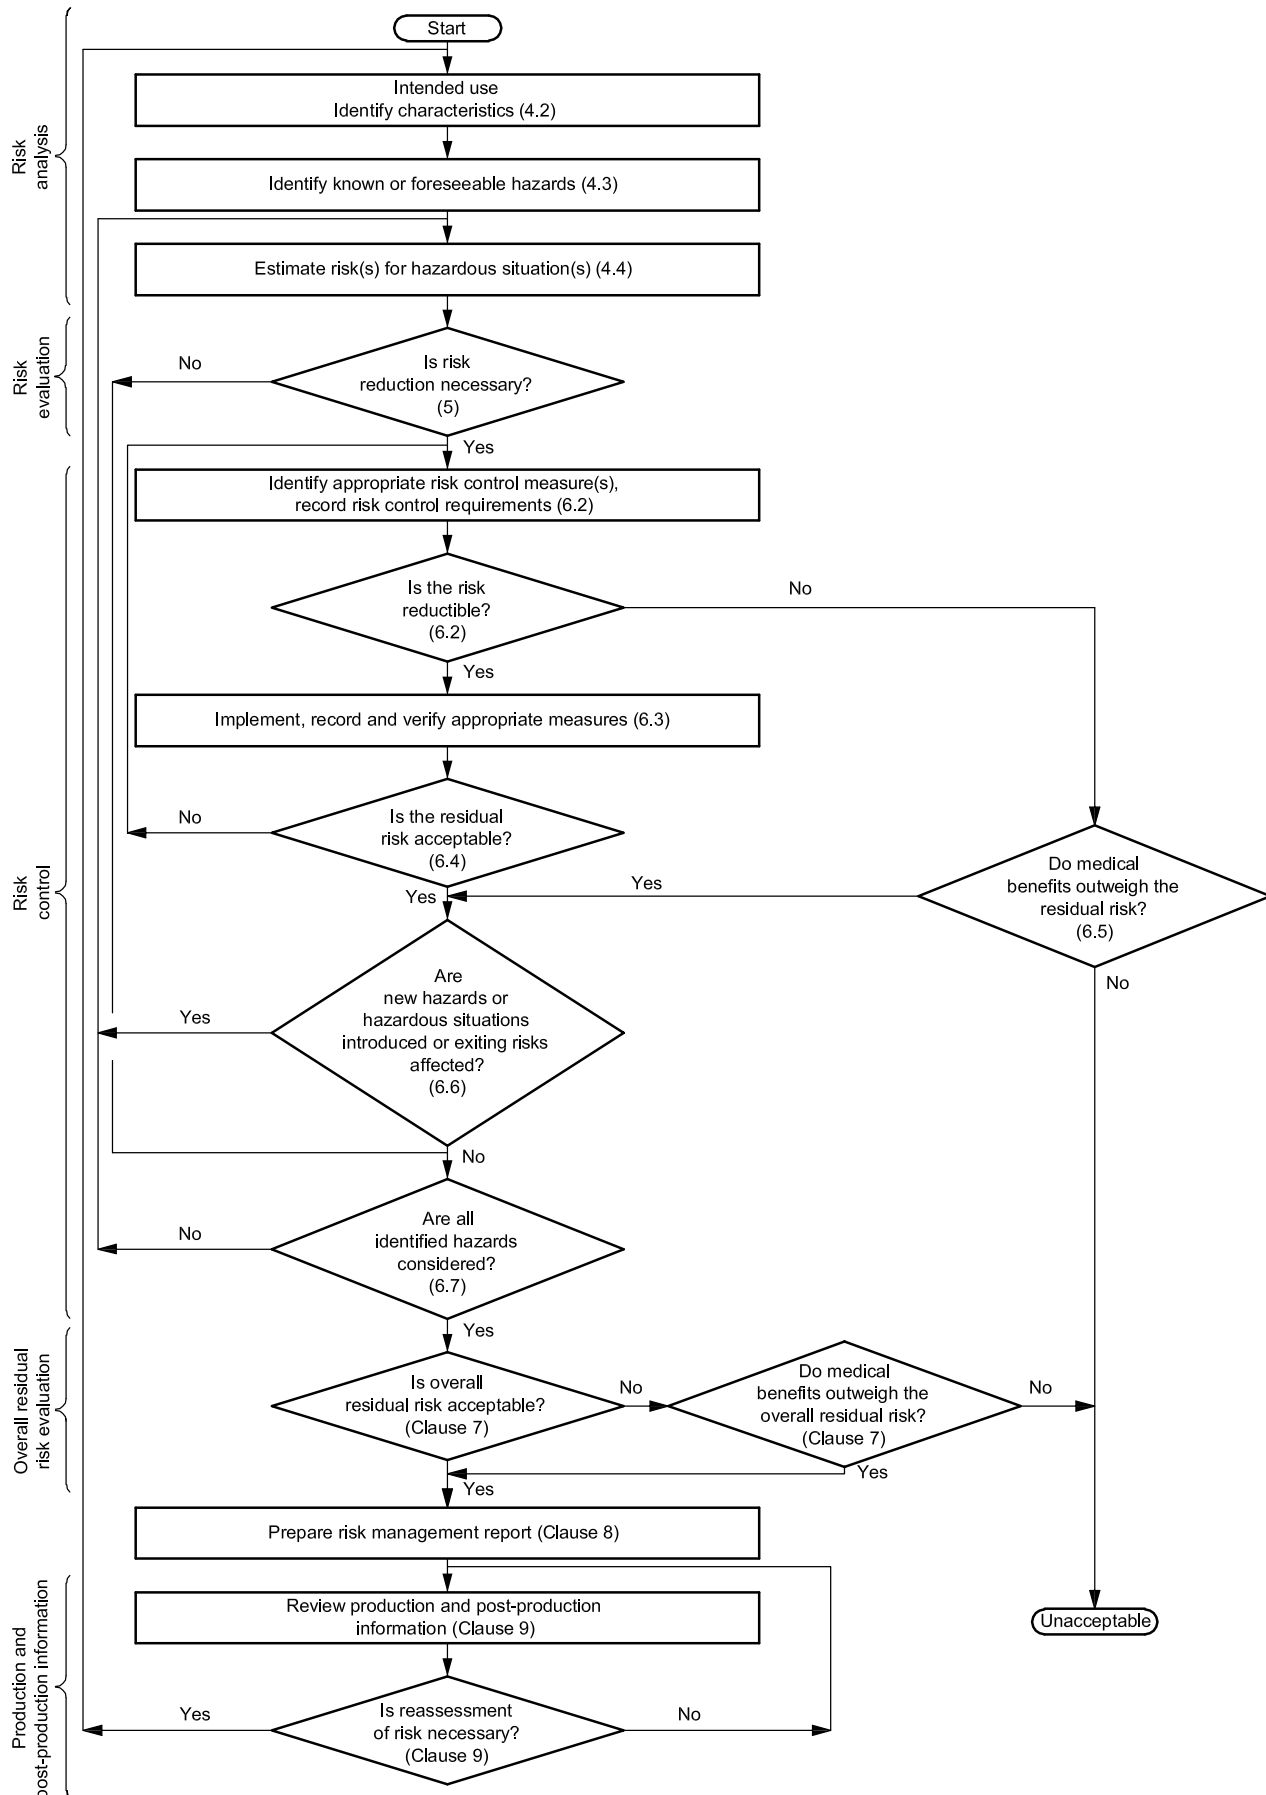 Start
Intended use
Identify characteristics (4.2)
Risk
analysis
Identify known or foreseeable hazards (4.3)
Estimate risk(s) for hazardous situation(s) (4.4)
Risk
evaluation
No
Is risk
reduction necessary?
(5)
Yes
Identify appropriate risk control measure(s),
record risk control requirements (6.2)
Is the risk
reductible?
(6.2)
No
Yes
Implement, record and verify appropriate measures (6.3)
No
Is the residual
risk acceptable?
(6.4)
Risk
control
Yes
Yes
Do medical
benefits outweigh the
residual risk?
(6.5)
No
Yes
Are
new hazards or
hazardous situations
introduced or exiting risks
affected?
(6.6)
No
No
Are all
identified hazards
considered?
(6.7)
Yes
Overall residual
risk evaluation
Is overall
residual risk acceptable?
(Clause 7)
No
Do medical
benefits outweigh the
overall residual risk?
(Clause 7)
No
Yes
Yes
Prepare risk management report (Clause 8)
Production and
post-production information
Review production and post-production
information (Clause 9)
Unacceptable
Yes
Is reassessment
of risk necessary?
(Clause 9)
No